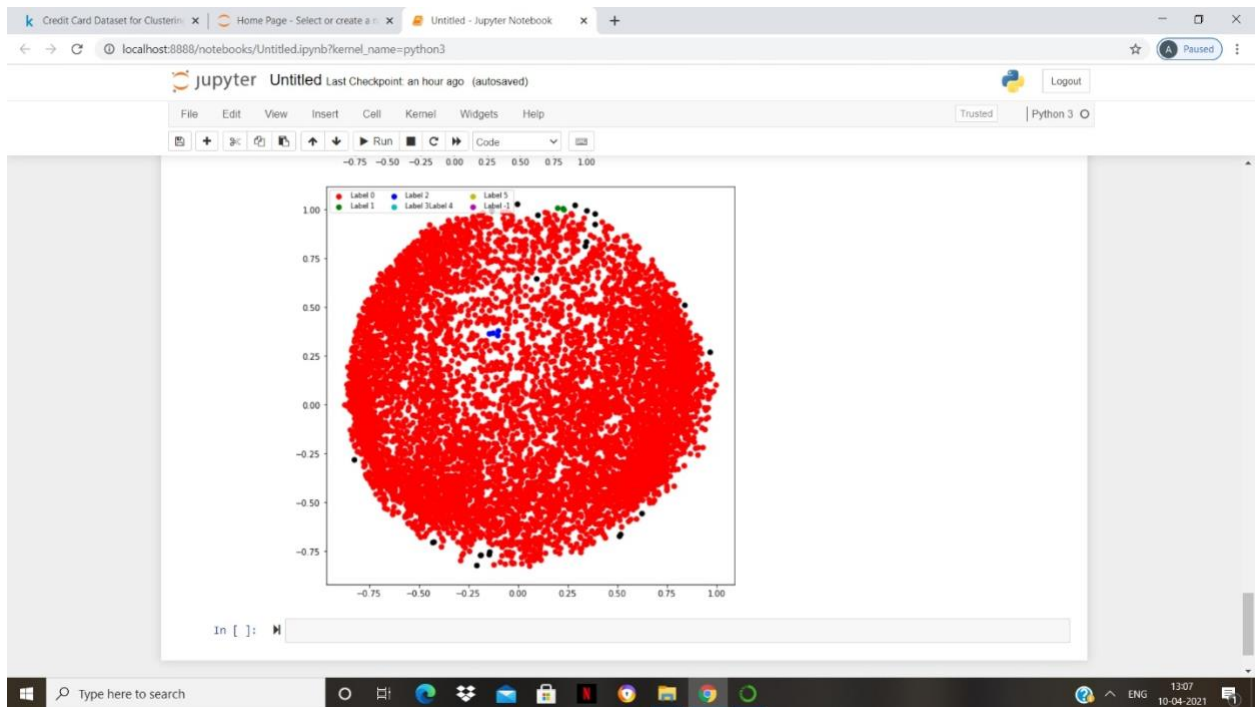 k Credit Card Dataset for Clusterin × Home Page - Select or create a n × Untitled - Jupyter Notebook × +
localhost:8888/notebooks/Untitled.ipynb?kernel_name=python3 A Paused
jupyter Untitled Last Checkpoint: an hour ago (autosaved) Logout
File Edit View Insert Cell Kernel Widgets Help Trusted Python 3
Run Code
−0.75 −0.50 −0.25 0.00 0.25 0.50 0.75 1.00
Label 0 Label 2 Label 5
Label 1 Label 3Label 4 Label -1
1.00
0.75
0.50
0.25
0.00
−0.25
−0.50
−0.75
−0.75 −0.50 −0.25 0.00 0.25 0.50 0.75 1.00
In [ ]:
Type here to search N ENG 13:07
10-04-2021